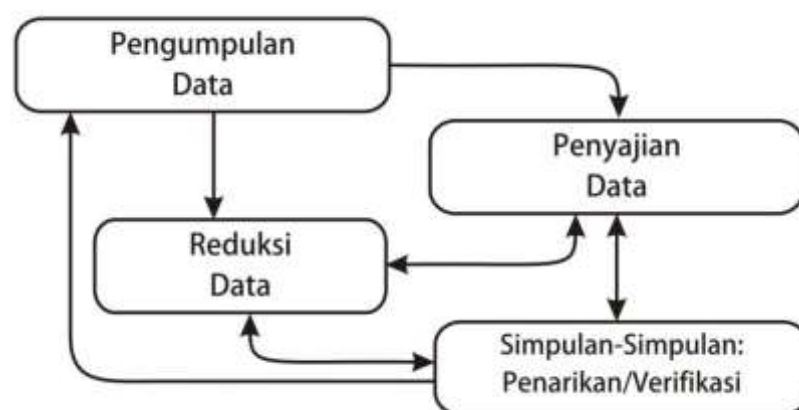 Pengumpulan
Data
Penyajian
Data
Reduksi
Data
Simpulan-Simpulan:
Penarikan/Verifikasi